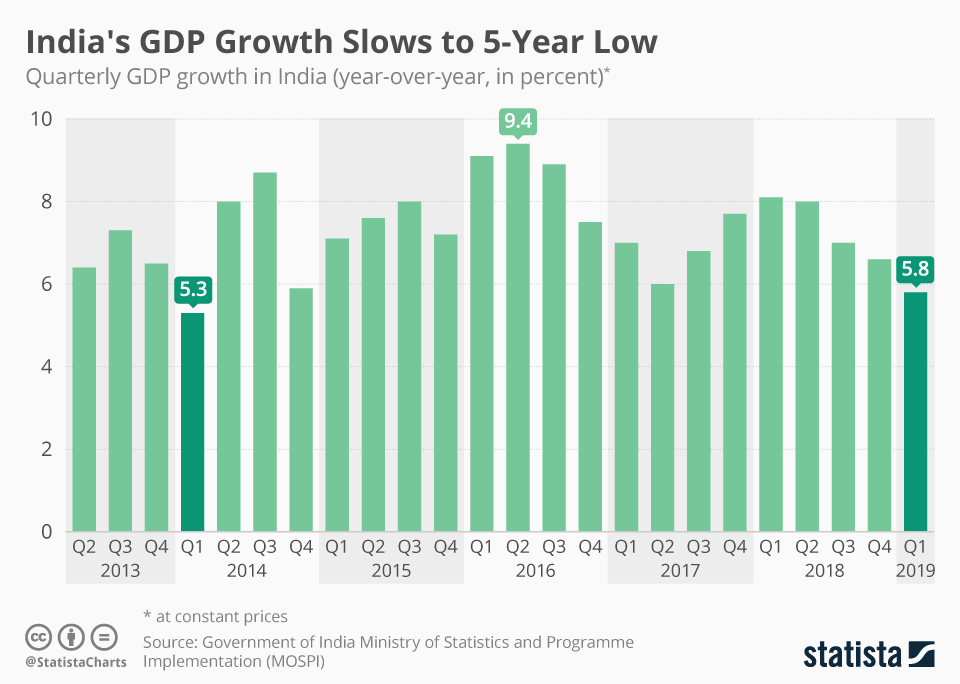 India's GDP Growth Slows to 5-Year Low
Quarterly GDP growth in India (year-over-year, in percent)*
10
8
6
4
2
0
5.3
9.4
5.8
Q2 Q3 Q4 Q1 Q2 Q3 Q4 Q1 Q2 Q3 Q4 Q1 Q2 Q3 Q4 Q1 Q2 Q3 Q4 Q1 Q2 Q3 Q4 Q1
2013 2014 2015 2016 2017 2018 2019
* at constant prices
Source: Government of India Ministry of Statistics and Programme
Implementation (MOSPI)
cc
@StatistaCharts
statista